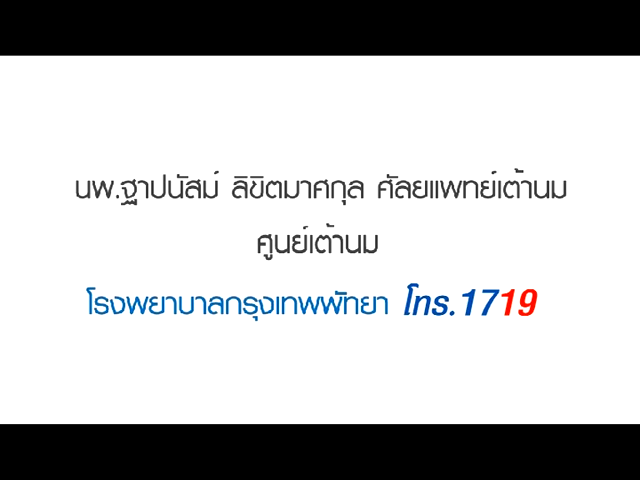 นพ.ฐาปนัสม์ ลิขิตมาศกุล ศัลยแพทย์เต้านม
ศูนย์เต้านม
โรงพยาบาลกรุงเทพพัทยา โทร.1719